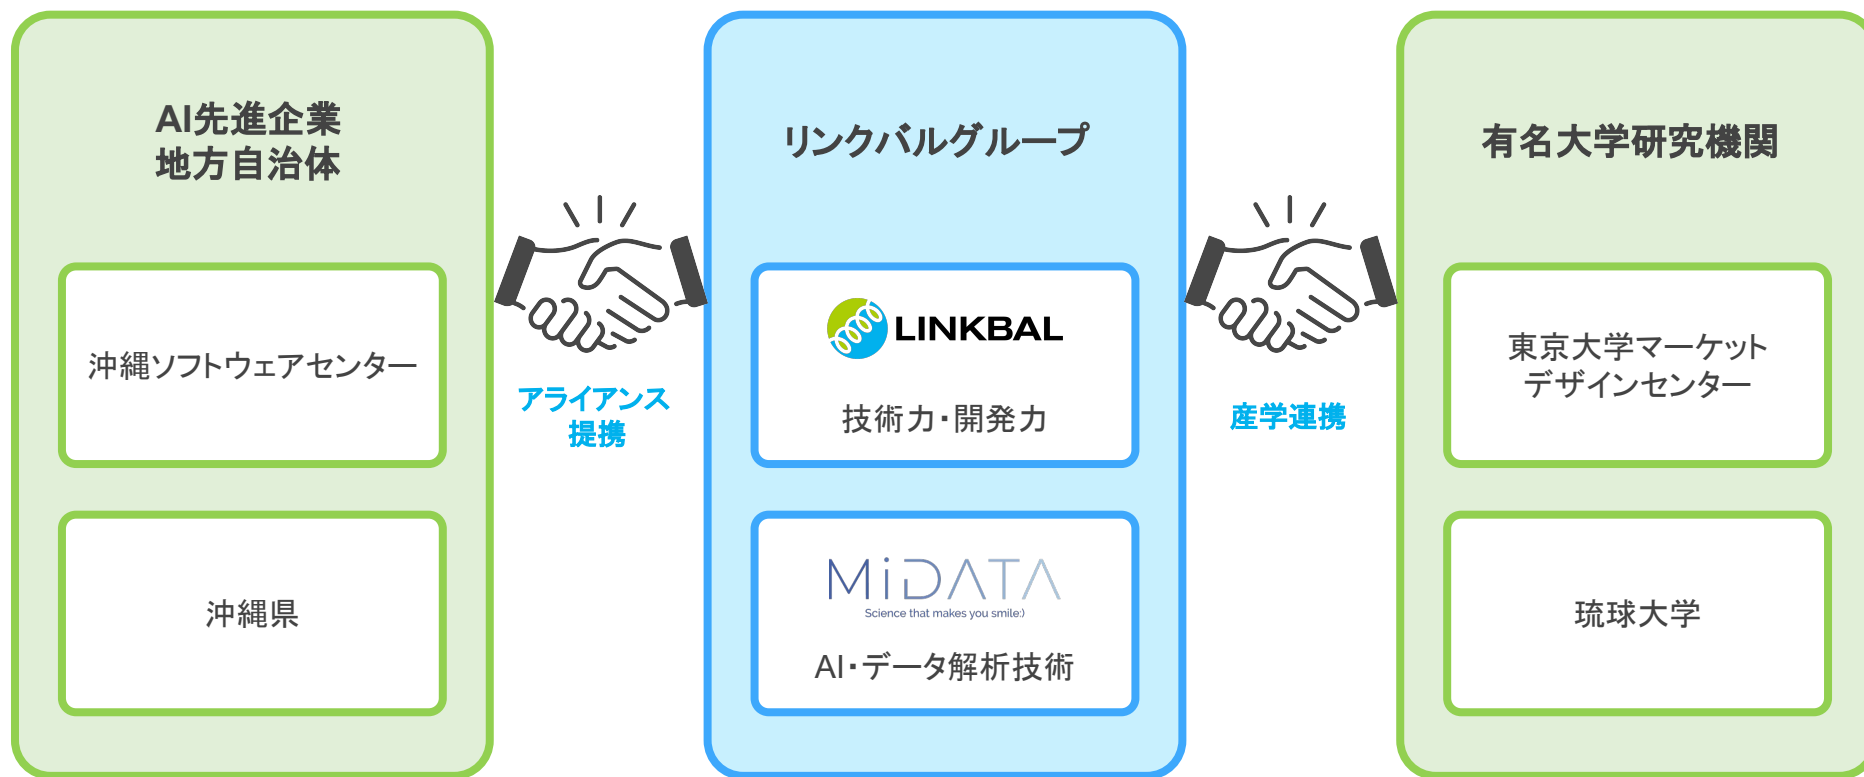 AI先進企業
地方自治体
沖縄ソフトウェアセンター
沖縄県
アライアンス
提携
リンクバルグループ
LINKBAL
技術力・開発力
MiDATA
Science that makes you smile:)
AI・データ解析技術
産学連携
有名大学研究機関
東京大学マーケット
デザインセンター
琉球大学